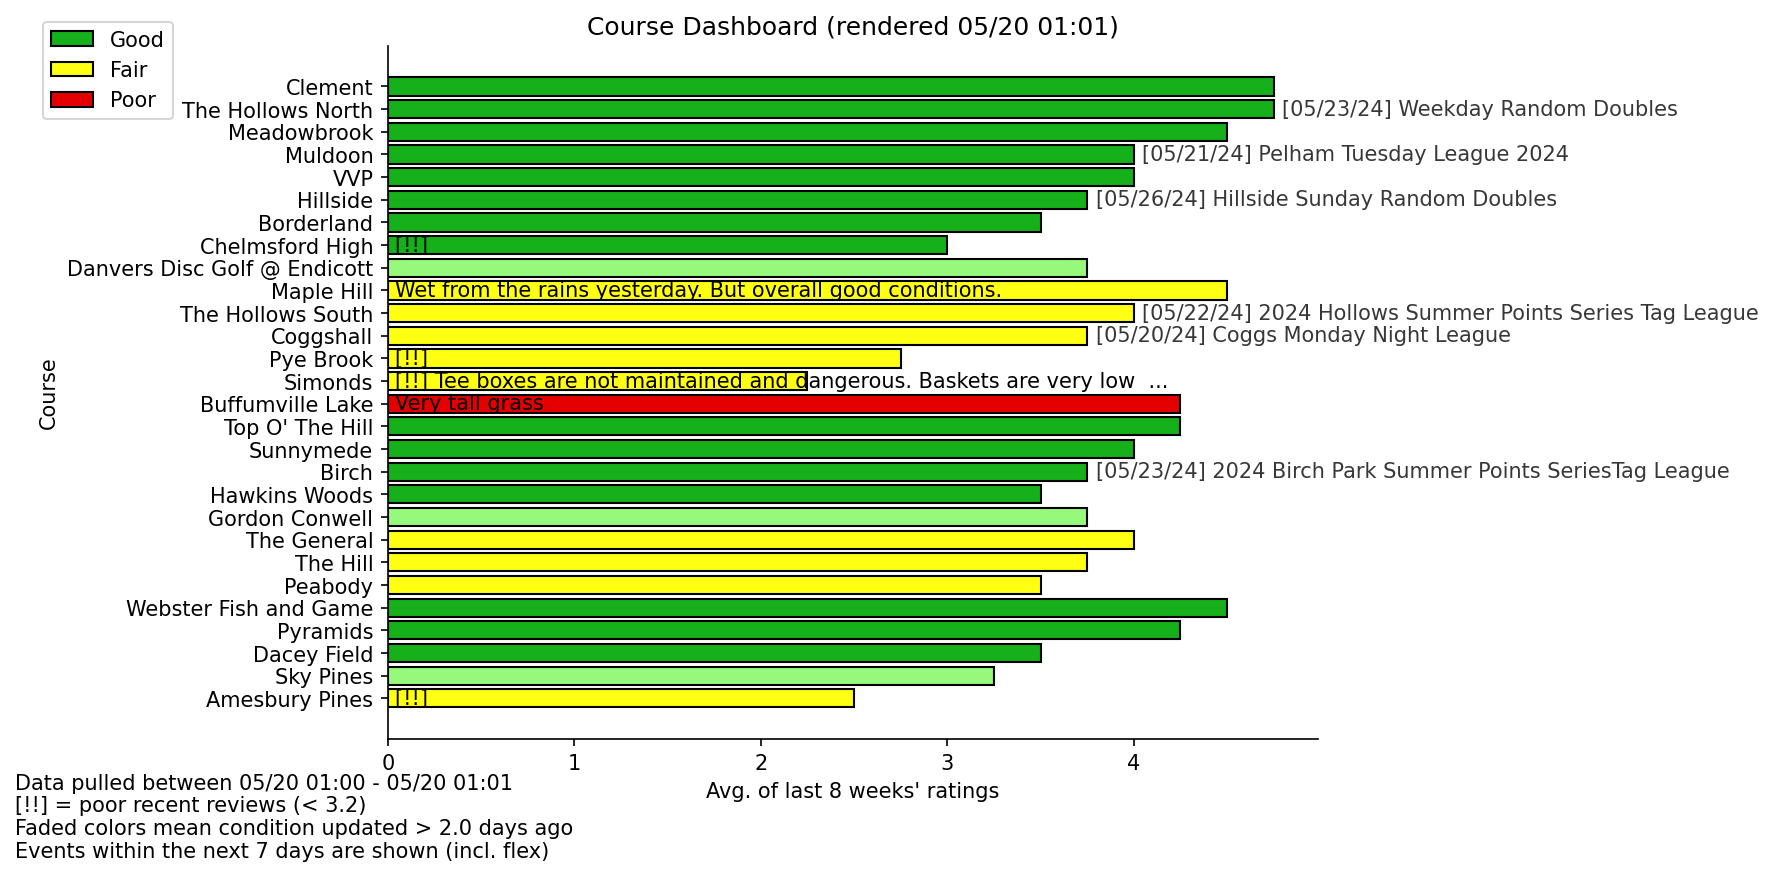 Course Dashboard (rendered 05/20 01:01)
Good
Fair
Poor
Course
Clement
The Hollows North [05/23/24] Weekday Random Doubles
Meadowbrook
Muldoon [05/21/24] Pelham Tuesday League 2024
VVP
Hillside [05/26/24] Hillside Sunday Random Doubles
Borderland
Chelmsford High [!!]
Danvers Disc Golf @ Endicott
Maple Hill Wet from the rains yesterday. But overall good conditions.
The Hollows South [05/22/24] 2024 Hollows Summer Points Series Tag League
Coggshall [05/20/24] Coggs Monday Night League
Pye Brook [!!]
Simonds [!!] Tee boxes are not maintained and dangerous. Baskets are very low ...
Buffumville Lake Very tall grass
Top O' The Hill
Sunnymede
Birch [05/23/24] 2024 Birch Park Summer Points SeriesTag League
Hawkins Woods
Gordon Conwell
The General
The Hill
Peabody
Webster Fish and Game
Pyramids
Dacey Field
Sky Pines
Amesbury Pines [!!]
0 1 2 3 4
Avg. of last 8 weeks' ratings
Data pulled between 05/20 01:00 - 05/20 01:01
[!!] = poor recent reviews (< 3.2)
Faded colors mean condition updated > 2.0 days ago
Events within the next 7 days are shown (incl. flex)